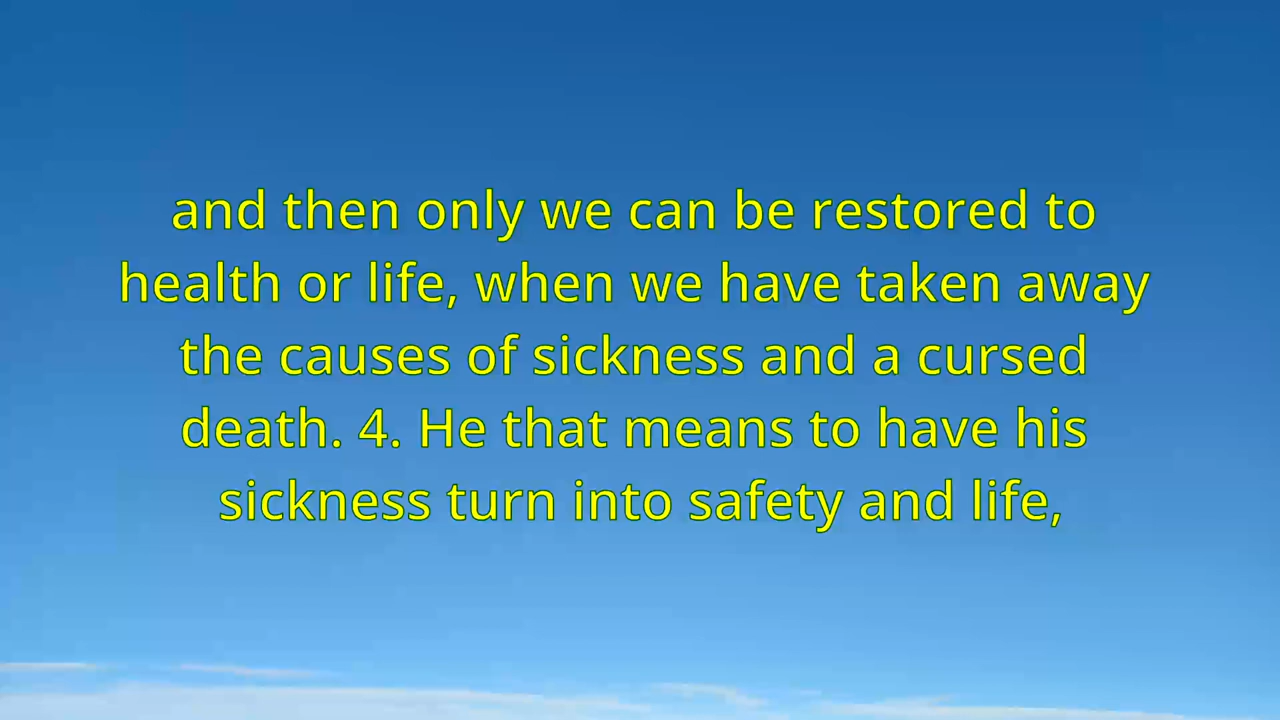 and then only we can be restored to
health or life, when we have taken away
the causes of sickness and a cursed
death. 4. He that means to have his
sickness turn into safety and life,